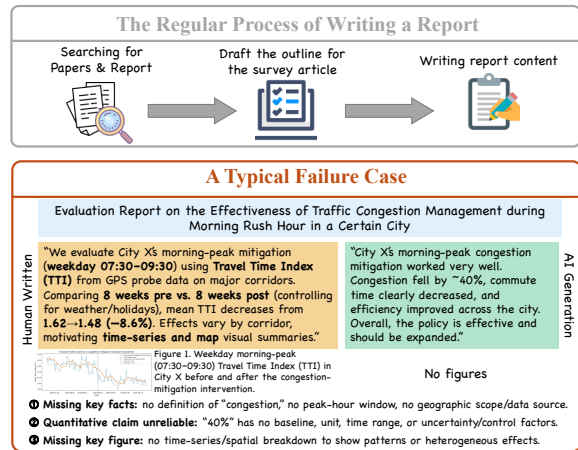 The Regular Process of Writing a Report
Searching for
Papers & Report
Draft the outline for
the survey article
Writing report content
A Typical Failure Case
Evaluation Report on the Effectiveness of Traffic Congestion Management during
Morning Rush Hour in a Certain City
Human Written
“We evaluate City X’s morning-peak mitigation
(weekday 07:30–09:30) using Travel Time Index
(TTI) from GPS probe data on major corridors.
Comparing 8 weeks pre vs. 8 weeks post (controlling
for weather/holidays), mean TTI decreases from
1.62→1.48 (−8.6%). Effects vary by corridor,
motivating time-series and map visual summaries.”
“City X’s morning-peak congestion
mitigation worked very well.
Congestion fell by ~40%, commute
time clearly decreased, and
efficiency improved across the city.
Overall, the policy is effective and
should be expanded.”
AI Generation
Figure 1. Weekday morning-peak
(07:30–09:30) Travel Time Index (TTI) in
City X before and after the congestion-
mitigation intervention.
No figures
❶ Missing key facts: no definition of “congestion,” no peak-hour window, no geographic scope/data source.
❷ Quantitative claim unreliable: “40%” has no baseline, unit, time range, or uncertainty/control factors.
❸ Missing key figure: no time-series/spatial breakdown to show patterns or heterogeneous effects.